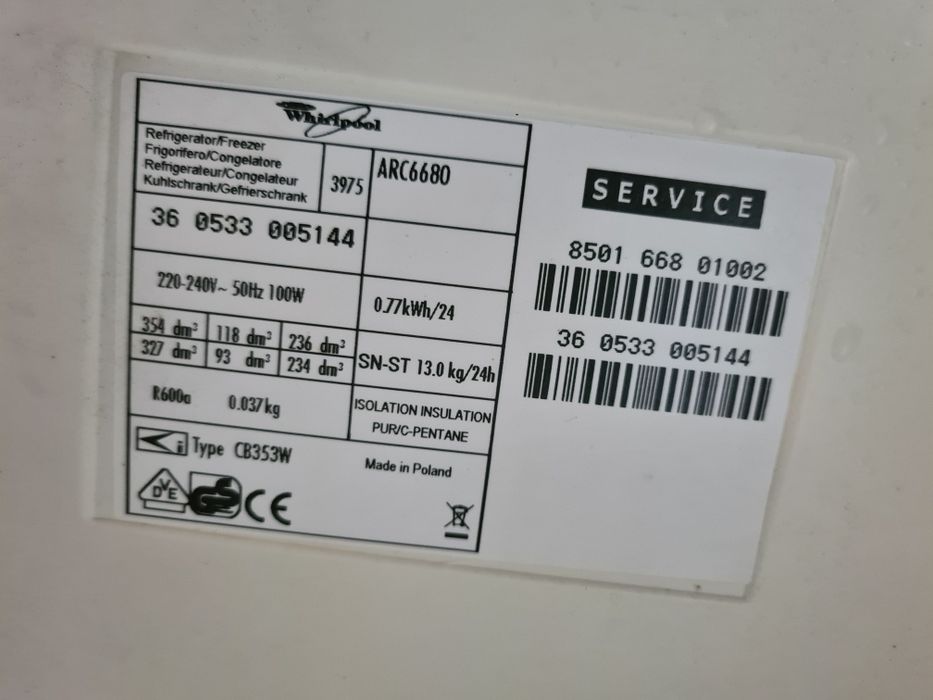 Whirlpool
Refrigerator/Freezer
Frigorifero/Congelatore
Refrigerateur/Congelateur
Kuhlschrank/Gefrierschrank
3975
ARC6680
36 0533 005144
220-240V~ 50Hz 100W
0.77kWh/24
354 dm³ 118 dm³ 236 dm³
327 dm³ 93 dm³ 234 dm³
SN-ST 13.0 kg/24h
R600a 0.037kg
ISOLATION INSULATION
PUR/C-PENTANE
i Type CB353W
Made in Poland
DVE GS CE
SERVICE
8501 668 01002
36 0533 005144